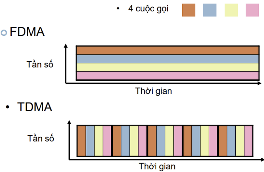 • 4 cuộc gọi
FDMA
Tần số
Thời gian
• TDMA
Tần số
Thời gian